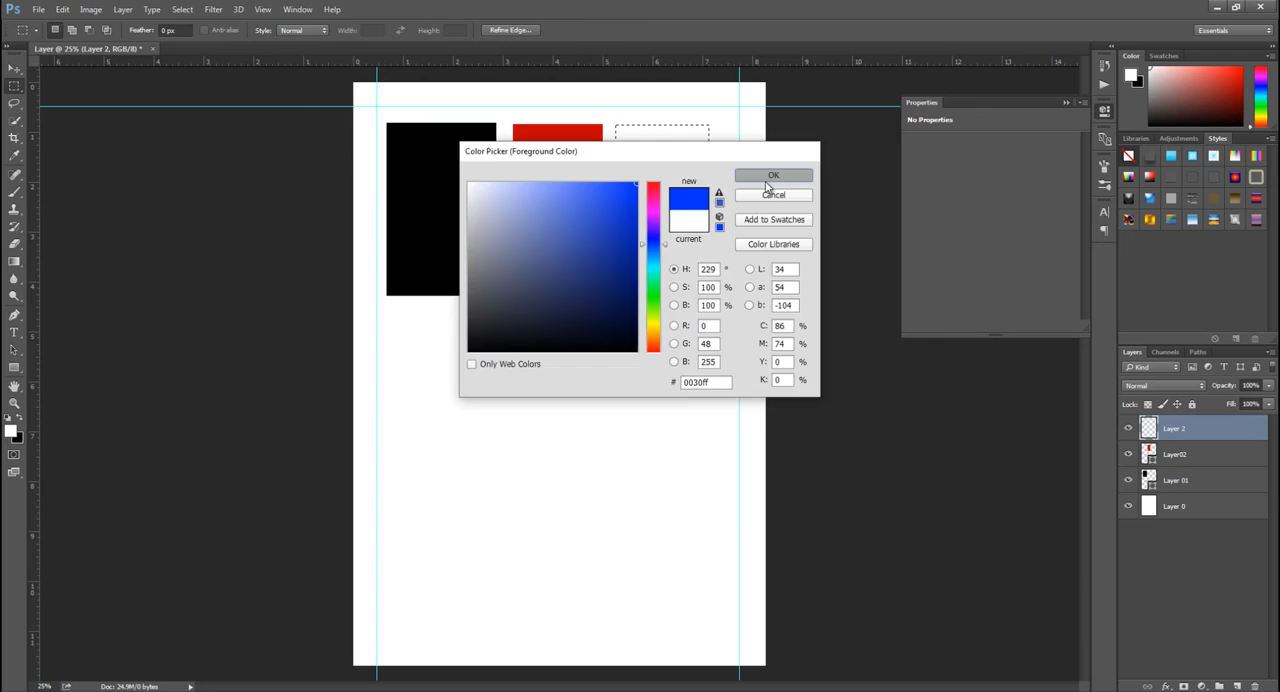 Ps File Edit Image Layer Type Select Filter 3D View Window Help
Feather: 0 px Anti-alias Style: Normal Width: Height: Refine Edge... Essentials
Layer @ 25% (Layer 2, RGB/8) * ×
Color Swatches
Properties
No Properties
Libraries Adjustments Styles
Color Picker (Foreground Color)
new
current
OK
Cancel
Add to Swatches
Color Libraries
H: 229 °
S: 100 %
B: 100 %
R: 0
G: 48
B: 255
# 0030ff
L: 34
a: 54
b: -104
C: 86 %
M: 74 %
Y: 0 %
K: 0 %
Only Web Colors
Layers Channels Paths
Kind
Normal Opacity: 100%
Lock: Fill: 100%
Layer 2
Layer02
Layer 01
Layer 0
25% Doc: 24.9M/0 bytes